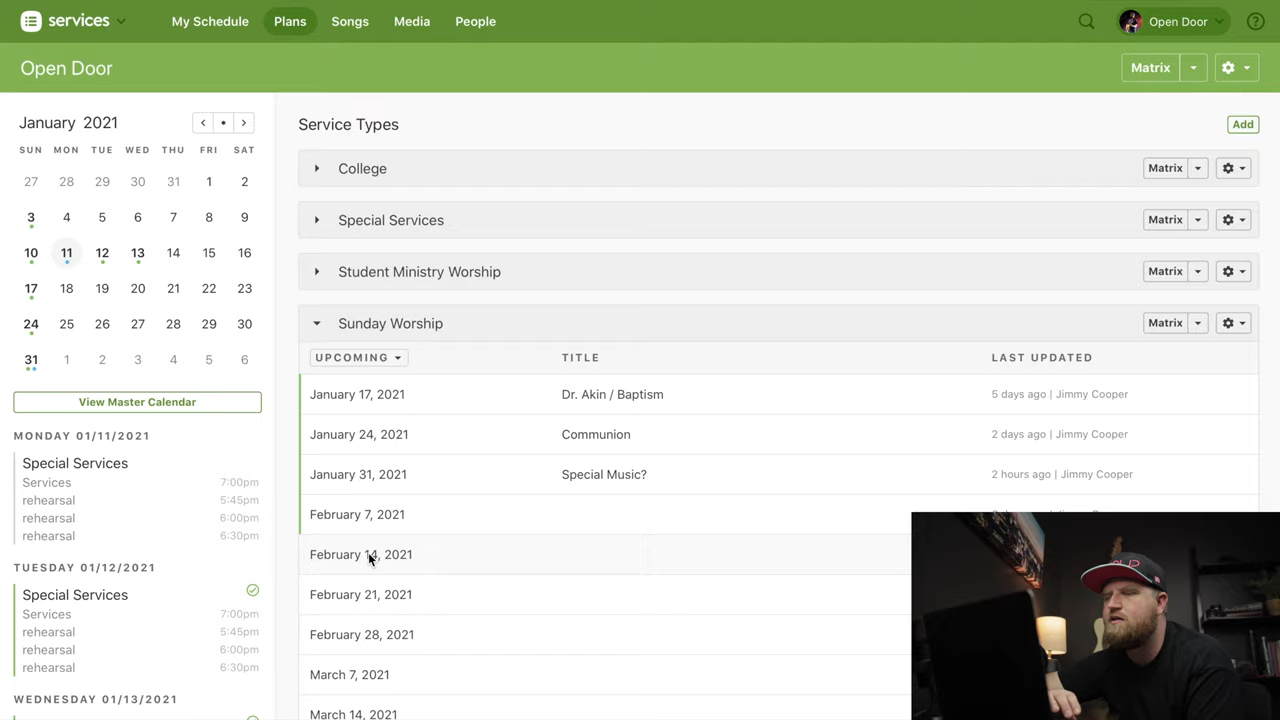 services My Schedule Plans Songs Media People Open Door
Open Door Matrix
January 2021
SUN MON TUE WED THU FRI SAT
27 28 29 30 31 1 2
3 4 5 6 7 8 9
10 11 12 13 14 15 16
17 18 19 20 21 22 23
24 25 26 27 28 29 30
31 1 2 3 4 5 6
View Master Calendar
MONDAY 01/11/2021
Special Services
Services 7:00pm
rehearsal 5:45pm
rehearsal 6:00pm
rehearsal 6:30pm
TUESDAY 01/12/2021
Special Services
Services 7:00pm
rehearsal 5:45pm
rehearsal 6:00pm
rehearsal 6:30pm
WEDNESDAY 01/13/2021
Service Types Add
College Matrix
Special Services Matrix
Student Ministry Worship Matrix
Sunday Worship Matrix
UPCOMING TITLE LAST UPDATED
January 17, 2021 Dr. Akin / Baptism 5 days ago | Jimmy Cooper
January 24, 2021 Communion 2 days ago | Jimmy Cooper
January 31, 2021 Special Music? 2 hours ago | Jimmy Cooper
February 7, 2021
February 14, 2021
February 21, 2021
February 28, 2021
March 7, 2021
March 14, 2021